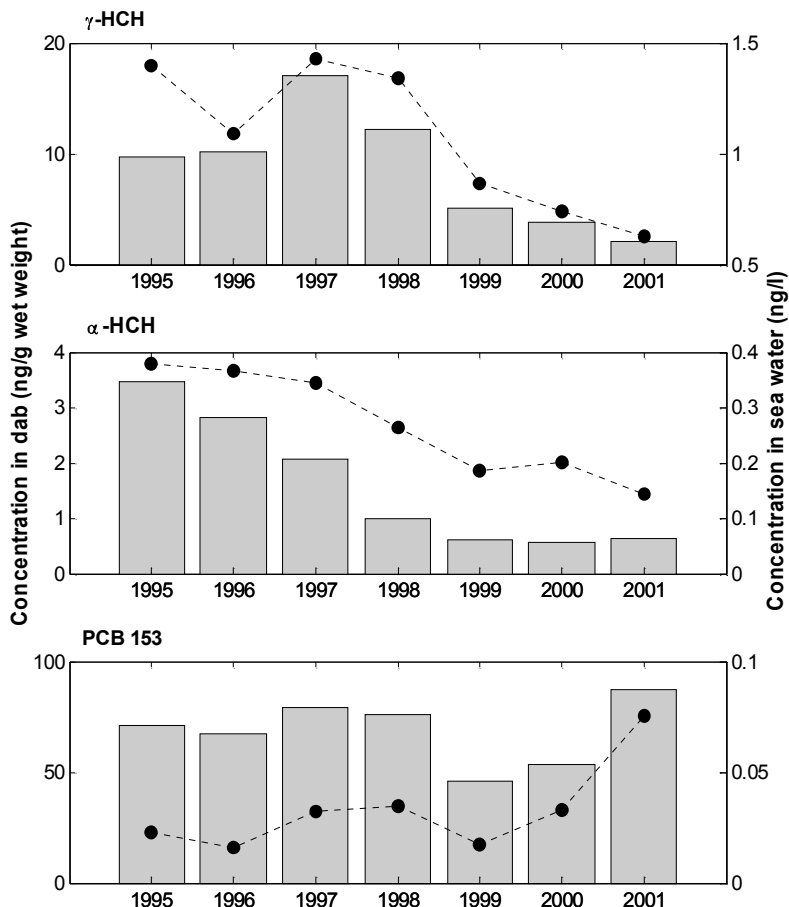 γ-HCH
20
10
0
1.5
1
0.5
1995 1996 1997 1998 1999 2000 2001
α -HCH
4
3
2
1
0
0.4
0.3
0.2
0.1
0
1995 1996 1997 1998 1999 2000 2001
PCB 153
100
50
0
0.1
0.05
0
1995 1996 1997 1998 1999 2000 2001
Concentration in dab (ng/g wet weight)
Concentration in sea water (ng/l)